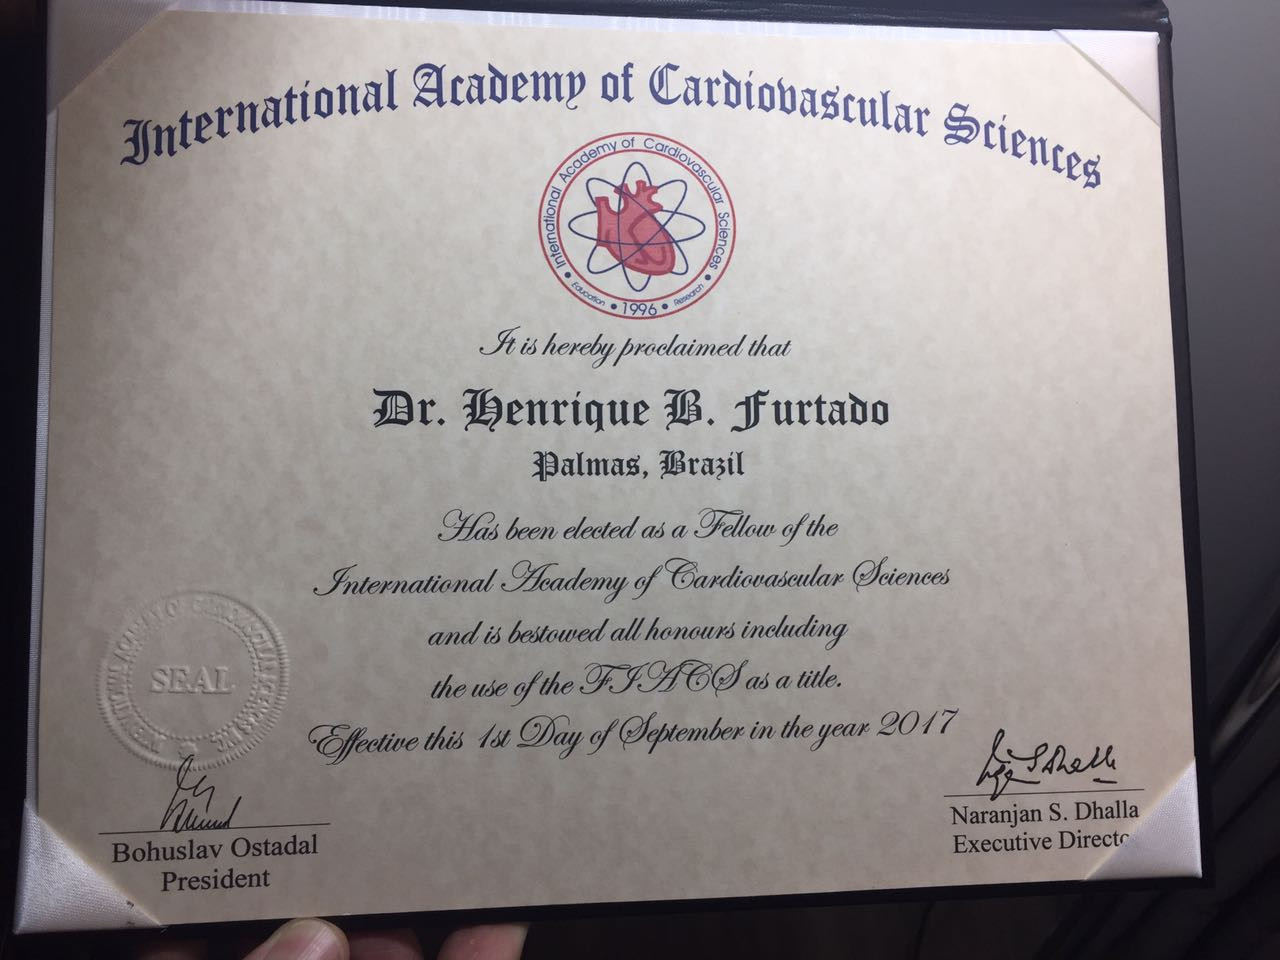 International Academy of Cardiovascular Sciences
International Academy of Cardiovascular Sciences
Education • 1996 • Research
It is hereby proclaimed that
Dr. Henrique B. Furtado
Palmas, Brazil
Has been elected as a Fellow of the
International Academy of Cardiovascular Sciences
and is bestowed all honours including
the use of the FIACS as a title.
Effective this 1st Day of September in the year 2017
SEAL
Bohuslav Ostadal
President
Naranjan S. Dhalla
Executive Directo